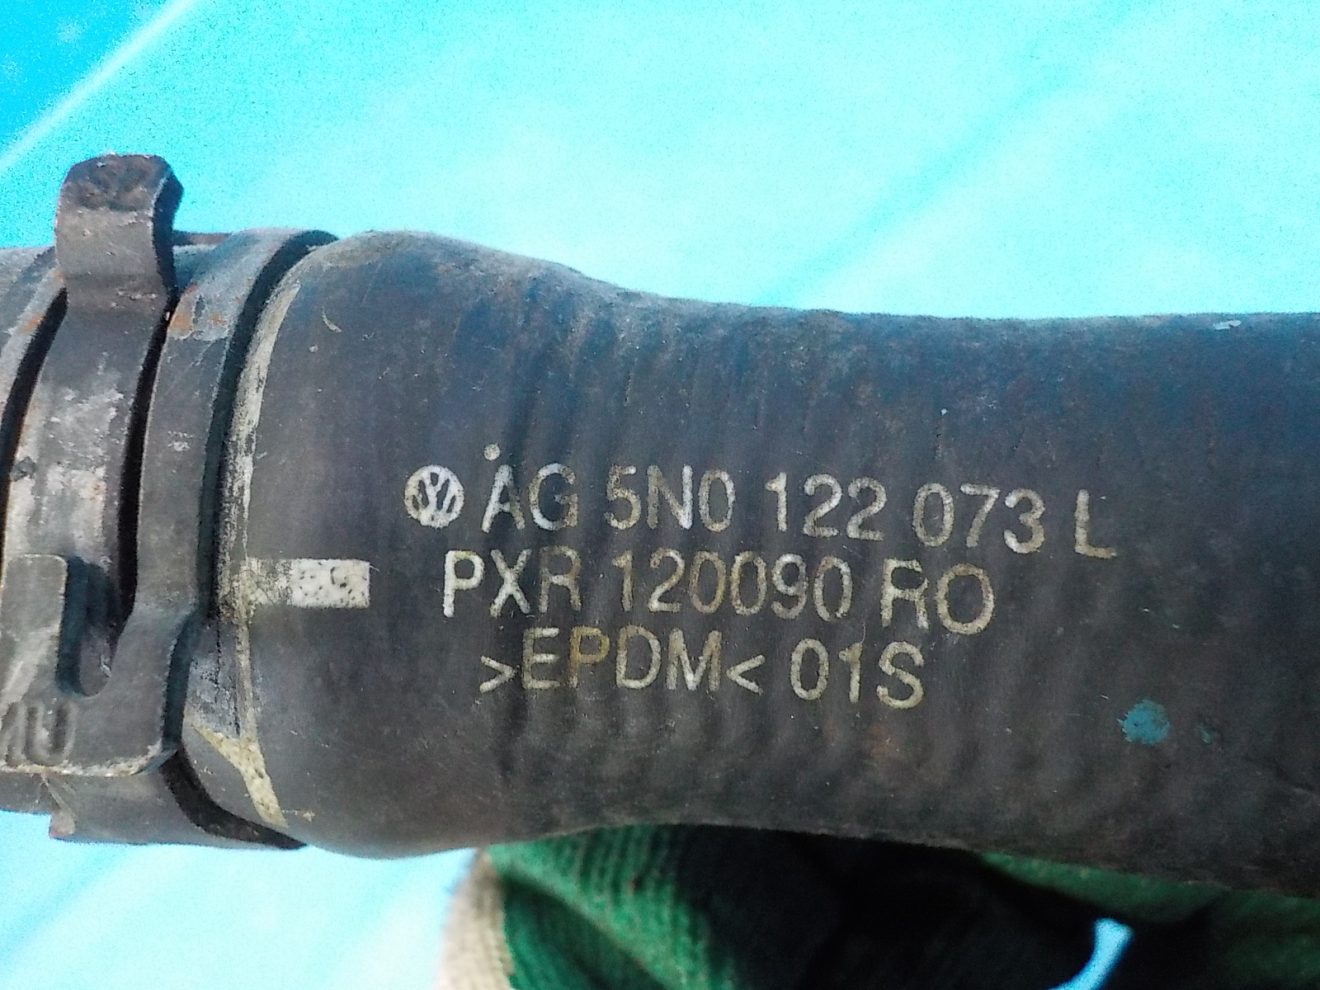 AG 5N0 122 073 L
PXR 120090 RO
>EPDM< 01S